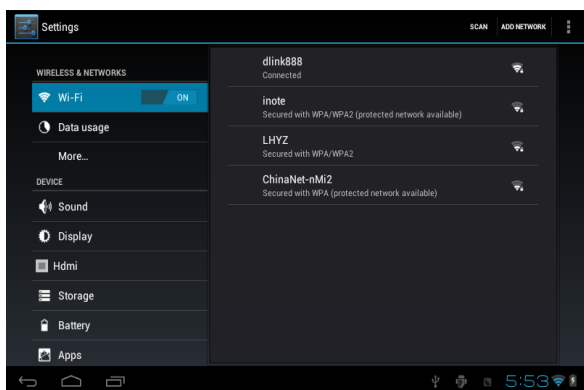 Settings
SCAN
ADD NETWORK
WIRELESS & NETWORKS
Wi-Fi
ON
Data usage
More...
DEVICE
Sound
Display
Hdmi
Storage
Battery
Apps
dlink888
Connected
inote
Secured with WPA/WPA2 (protected network available)
LHYZ
Secured with WPA/WPA2
ChinaNet-nMi2
Secured with WPA (protected network available)
5:53